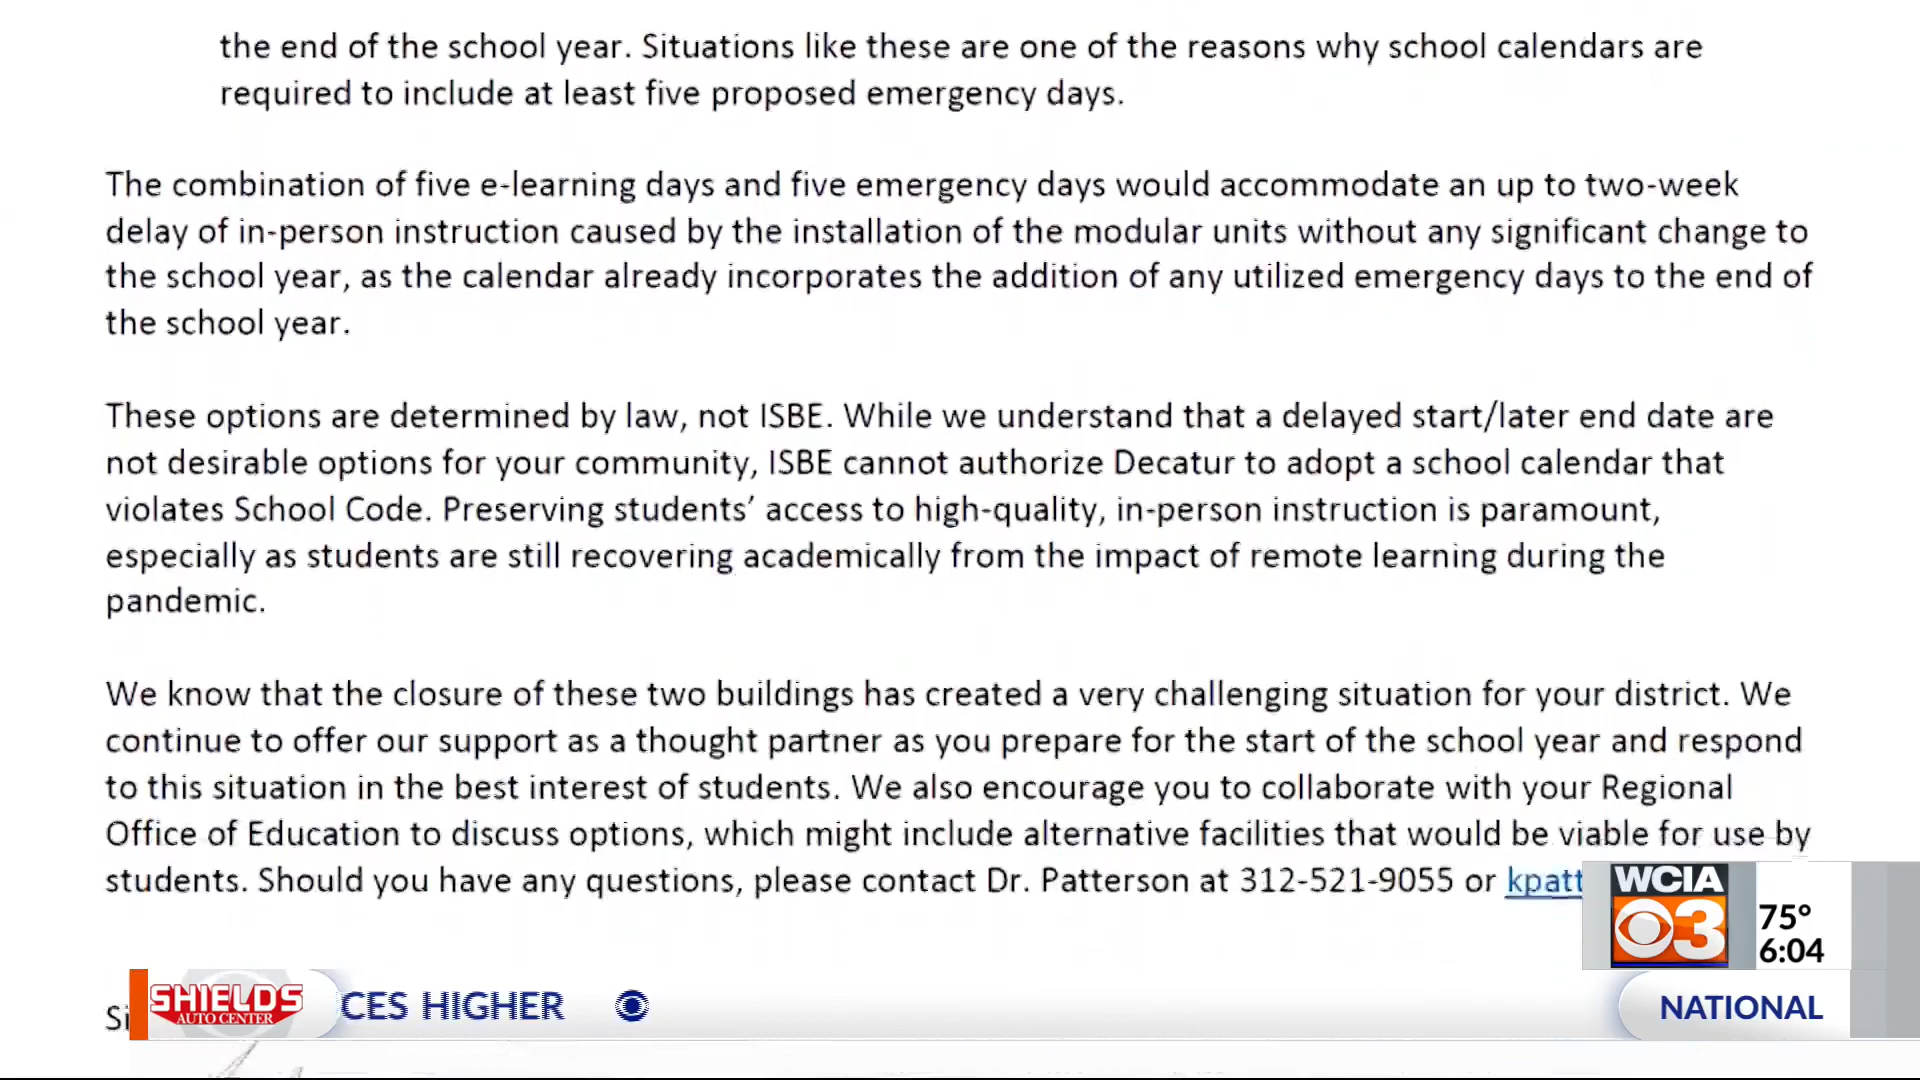 the end of the school year. Situations like these are one of the reasons why school calendars are
required to include at least five proposed emergency days.
The combination of five e-learning days and five emergency days would accommodate an up to two-week
delay of in-person instruction caused by the installation of the modular units without any significant change to
the school year, as the calendar already incorporates the addition of any utilized emergency days to the end of
the school year.
These options are determined by law, not ISBE. While we understand that a delayed start/later end date are
not desirable options for your community, ISBE cannot authorize Decatur to adopt a school calendar that
violates School Code. Preserving students’ access to high-quality, in-person instruction is paramount,
especially as students are still recovering academically from the impact of remote learning during the
pandemic.
We know that the closure of these two buildings has created a very challenging situation for your district. We
continue to offer our support as a thought partner as you prepare for the start of the school year and respond
to this situation in the best interest of students. We also encourage you to collaborate with your Regional
Office of Education to discuss options, which might include alternative facilities that would be viable for use by
students. Should you have any questions, please contact Dr. Patterson at 312-521-9055 or kpatt
WCIA
3
75°
6:04
Si
SHIELDS
AUTO CENTER
CES HIGHER
NATIONAL